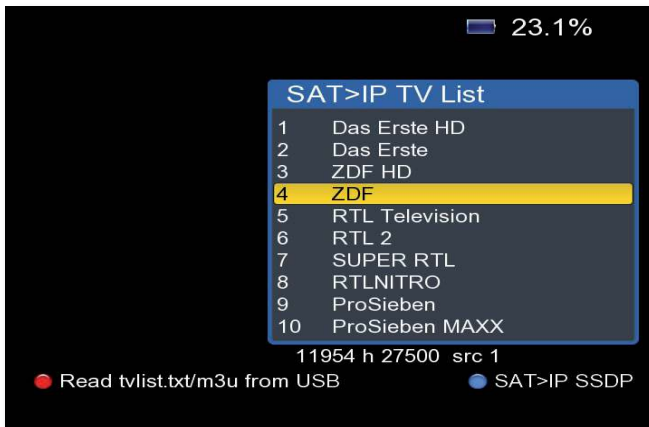 23.1%
SAT>IP TV List
1 Das Erste HD
2 Das Erste
3 ZDF HD
4 ZDF
5 RTL Television
6 RTL 2
7 SUPER RTL
8 RTLNITRO
9 ProSieben
10 ProSieben MAXX
11954 h 27500 src 1
Read tvlist.txt/m3u from USB SAT>IP SSDP